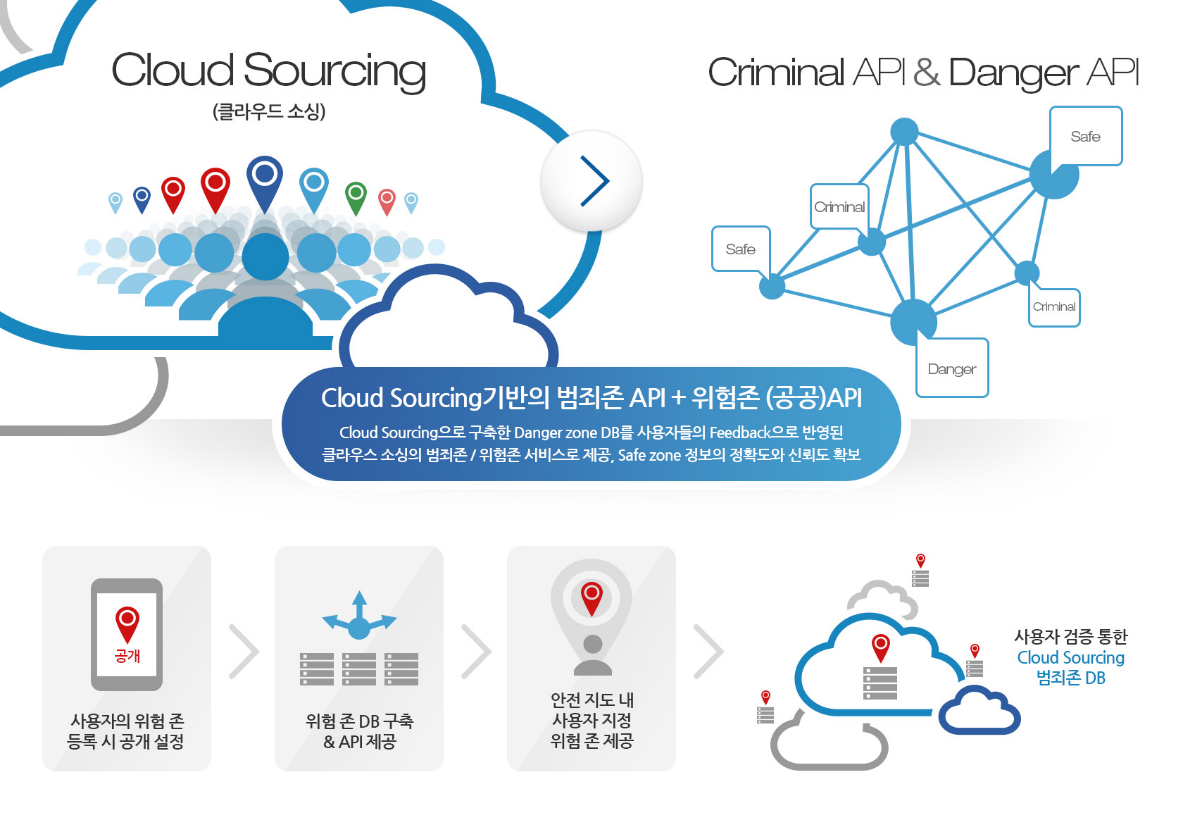 Cloud Sourcing
(클라우드 소싱)
Criminal API & Danger API
Safe
Criminal
Safe
Criminal
Danger
Cloud Sourcing기반의 범죄존 API + 위험존 (공공)API
Cloud Sourcing으로 구축한 Danger zone DB를 사용자들의 Feedback으로 반영된
클라우스 소싱의 범죄존 / 위험존 서비스로 제공, Safe zone 정보의 정확도와 신뢰도 확보
공개
사용자의 위험 존
등록 시 공개 설정
위험 존 DB 구축
& API 제공
안전 지도 내
사용자 지정
위험 존 제공
사용자 검증 통한
Cloud Sourcing
범죄존 DB